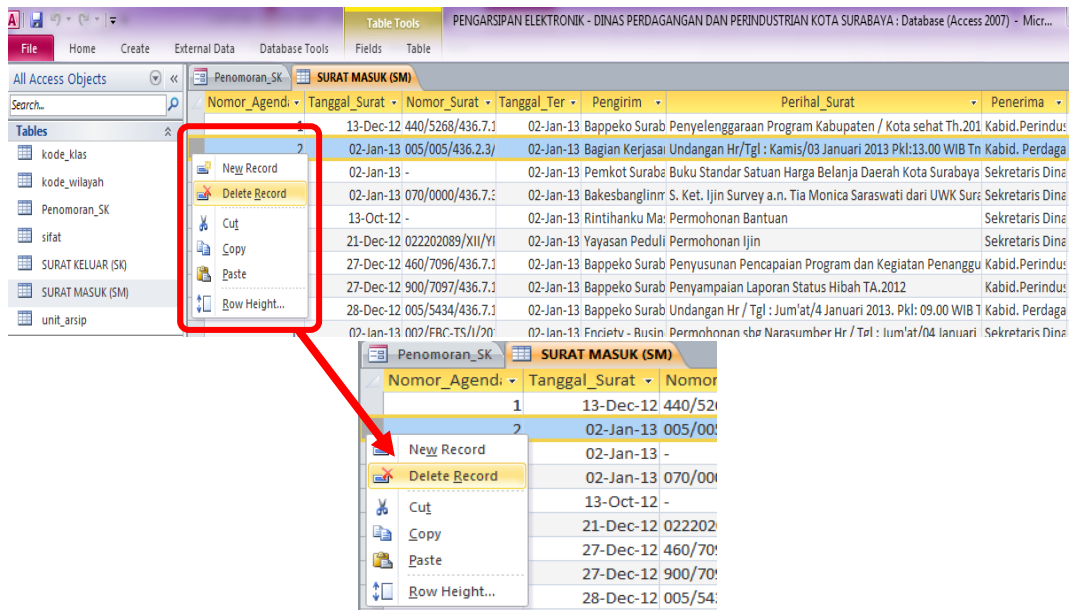 Table Tools PENGARSIPAN ELEKTRONIK - DINAS PERDAGANGAN DAN PERINDUSTRIAN KOTA SURABAYA : Database (Access 2007) - Micr...
File Home Create External Data Database Tools Fields Table
All Access Objects
Search...
Tables
kode_klas
kode_wilayah
Penomoran_SK
sifat
SURAT KELUAR (SK)
SURAT MASUK (SM)
unit_arsip
Penomoran_SK SURAT MASUK (SM)
Nomor_Agenda Tanggal_Surat Nomor_Surat Tanggal_Ter Pengirim Perihal_Surat Penerima
1 13-Dec-12 440/5268/436.7.1 02-Jan-13 Bappeko Surab Penyelenggaraan Program Kabupaten / Kota sehat Th.201 Kabid.Perindus
2 02-Jan-13 005/005/436.2.3/ 02-Jan-13 Bagian Kerjasa Undangan Hr/Tgl : Kamis/03 Januari 2013 Pkl:13.00 WIB Tn Kabid. Perdaga
02-Jan-13 - 02-Jan-13 Pemkot Suraba Buku Standar Satuan Harga Belanja Daerah Kota Surabaya Sekretaris Dina
02-Jan-13 070/0000/436.7.3 02-Jan-13 Bakesbanglinm S. Ket. Ijin Survey a.n. Tia Monica Saraswati dari UWK Sura Sekretaris Dina
13-Oct-12 - 02-Jan-13 Rintihanku Ma: Permohonan Bantuan Sekretaris Dina
21-Dec-12 022202089/XII/YI 02-Jan-13 Yayasan Peduli Permohonan Ijin Sekretaris Dina
27-Dec-12 460/7096/436.7.1 02-Jan-13 Bappeko Surab Penyusunan Pencapaian Program dan Kegiatan Penanggu Kabid.Perindus
27-Dec-12 900/7097/436.7.1 02-Jan-13 Bappeko Surab Penyampaian Laporan Status Hibah TA.2012 Kabid.Perindus
28-Dec-12 005/5434/436.7.1 02-Jan-13 Bappeko Surab Undangan Hr / Tgl : Jum'at/4 Januari 2013. Pkl: 09.00 WIB T Kabid. Perdaga
02-Jan-13 002/EBC-TS/I/20 02-Jan-13 Enciety - Busin Permohonan sbg Narasumber Hr / Tgl : Jum'at/04 Januari Sekretaris Dina
New Record
Delete Record
Cut
Copy
Paste
Row Height...
Penomoran_SK SURAT MASUK (SM)
Nomor_Agenda Tanggal_Surat Nomor
1 13-Dec-12 440/52
2 02-Jan-13 005/005
02-Jan-13 -
02-Jan-13 070/000
13-Oct-12 -
21-Dec-12 022202
27-Dec-12 460/709
27-Dec-12 900/709
28-Dec-12 005/54
New Record
Delete Record
Cut
Copy
Paste
Row Height...